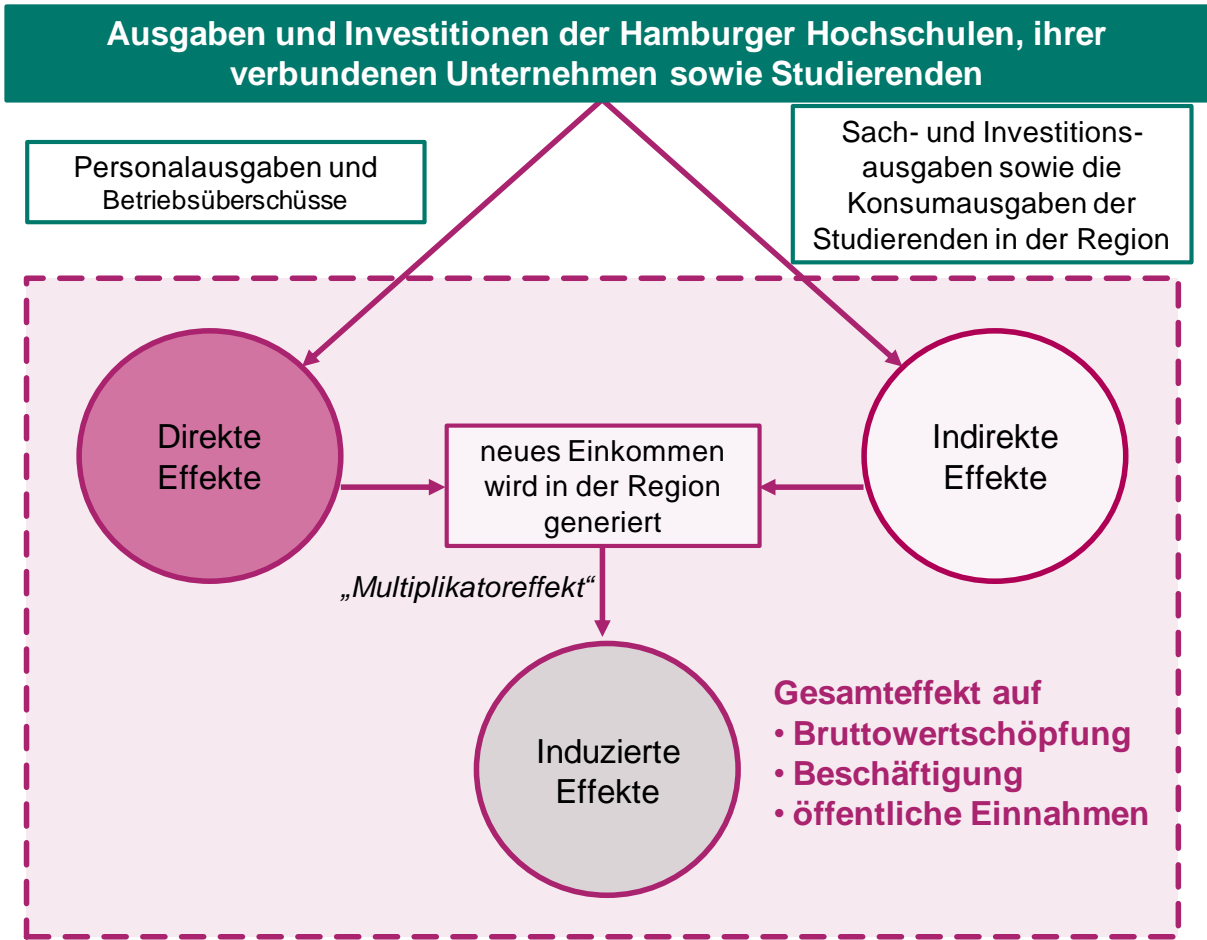 Ausgaben und Investitionen der Hamburger Hochschulen, ihrer
verbundenen Unternehmen sowie Studierenden
Personalausgaben und
Betriebsüberschüsse
Sach- und Investitions-
ausgaben sowie die
Konsumausgaben der
Studierenden in der Region
Direkte
Effekte
neues Einkommen
wird in der Region
generiert
Indirekte
Effekte
„Multiplikatoreffekt“
Induzierte
Effekte
Gesamteffekt auf
• Bruttowertschöpfung
• Beschäftigung
• öffentliche Einnahmen